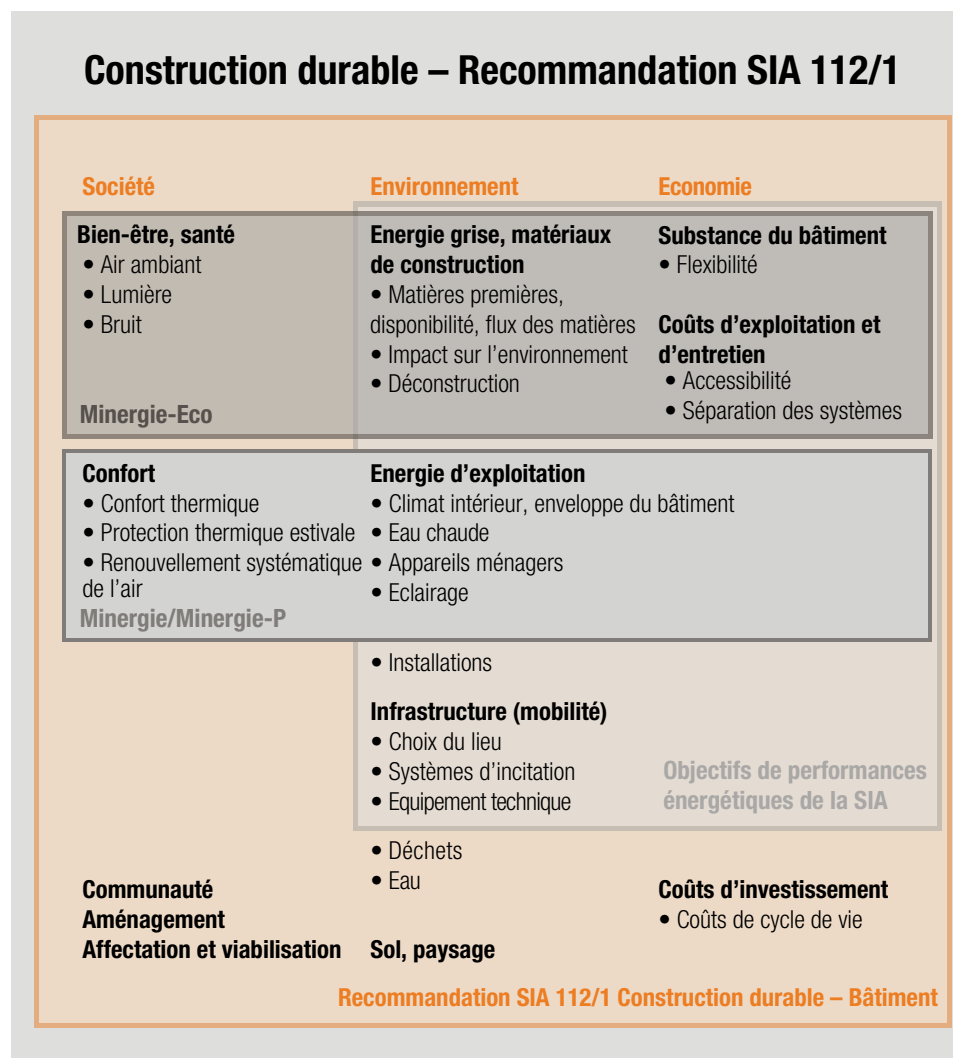 Construction durable – Recommandation SIA 112/1
Société
Bien-être, santé
• Air ambiant
• Lumière
• Bruit
Minergie-Eco
Confort
• Confort thermique
• Protection thermique estivale
• Renouvellement systématique
de l’air
Minergie/Minergie-P
Communauté
Aménagement
Affectation et viabilisation
Environnement
Energie grise, matériaux
de construction
• Matières premières,
disponibilité, flux des matières
• Impact sur l’environnement
• Déconstruction
Energie d’exploitation
• Climat intérieur, enveloppe du bâtiment
• Eau chaude
• Appareils ménagers
• Eclairage
• Installations
Infrastructure (mobilité)
• Choix du lieu
• Systèmes d’incitation
• Equipement technique
• Déchets
• Eau
Sol, paysage
Economie
Substance du bâtiment
• Flexibilité
Coûts d’exploitation et
d’entretien
• Accessibilité
• Séparation des systèmes
Objectifs de performances
énergétiques de la SIA
Coûts d’investissement
• Coûts de cycle de vie
Recommandation SIA 112/1 Construction durable – Bâtiment